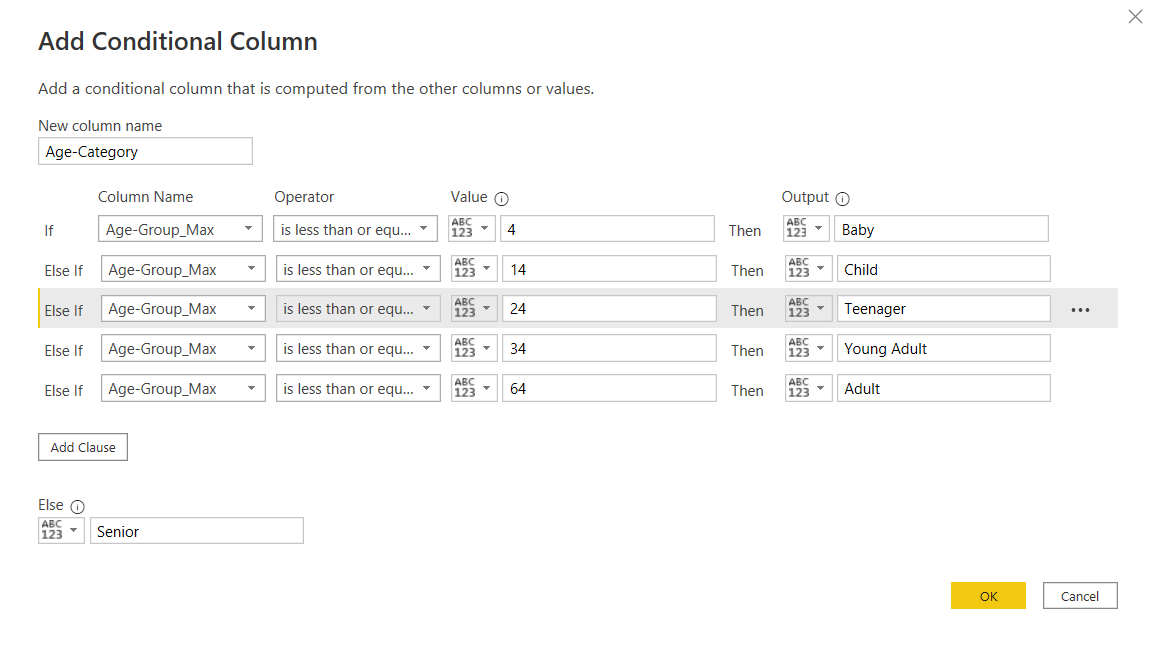 Add Conditional Column
Add a conditional column that is computed from the other columns or values.
New column name
Age-Category
Column Name Operator Value Output
If Age-Group_Max is less than or equ... ABC 123 4 Then ABC 123 Baby
Else If Age-Group_Max is less than or equ... ABC 123 14 Then ABC 123 Child
Else If Age-Group_Max is less than or equ... ABC 123 24 Then ABC 123 Teenager ...
Else If Age-Group_Max is less than or equ... ABC 123 34 Then ABC 123 Young Adult
Else If Age-Group_Max is less than or equ... ABC 123 64 Then ABC 123 Adult
Add Clause
Else
ABC 123 Senior
OK Cancel